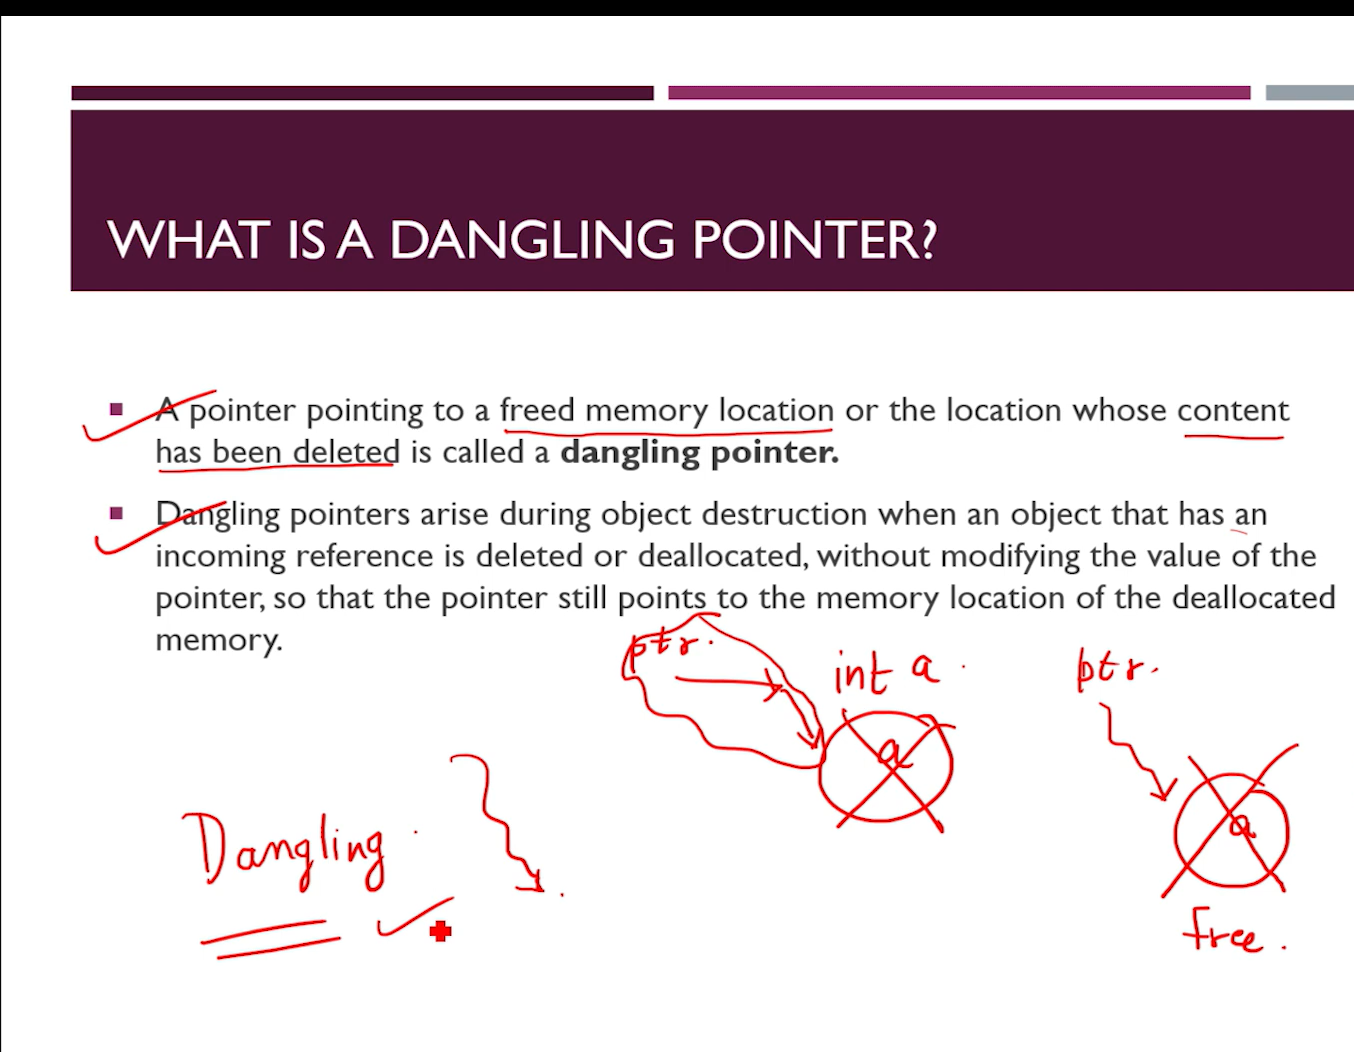 WHAT IS A DANGLING POINTER?
A pointer pointing to a freed memory location or the location whose content
has been deleted is called a dangling pointer.
Dangling pointers arise during object destruction when an object that has an
incoming reference is deleted or deallocated, without modifying the value of the
pointer, so that the pointer still points to the memory location of the deallocated
memory.
ptr.
int a
ptr.
a
a
Dangling
free.